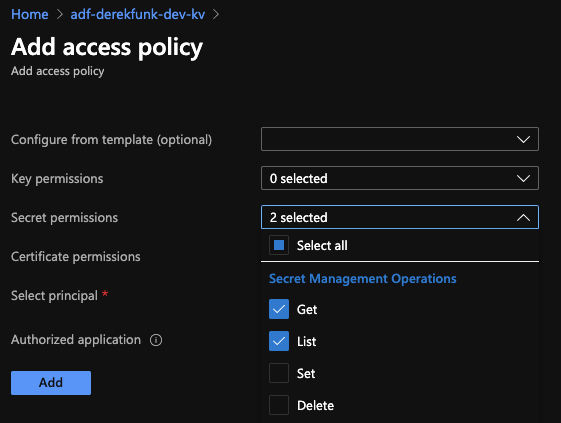 Home > adf-derekfunk-dev-kv >
Add access policy
Add access policy
Configure from template (optional)
Key permissions 0 selected
Secret permissions 2 selected
Select all
Certificate permissions
Secret Management Operations
Select principal *
Get
Authorized application
List
Set
Add
Delete